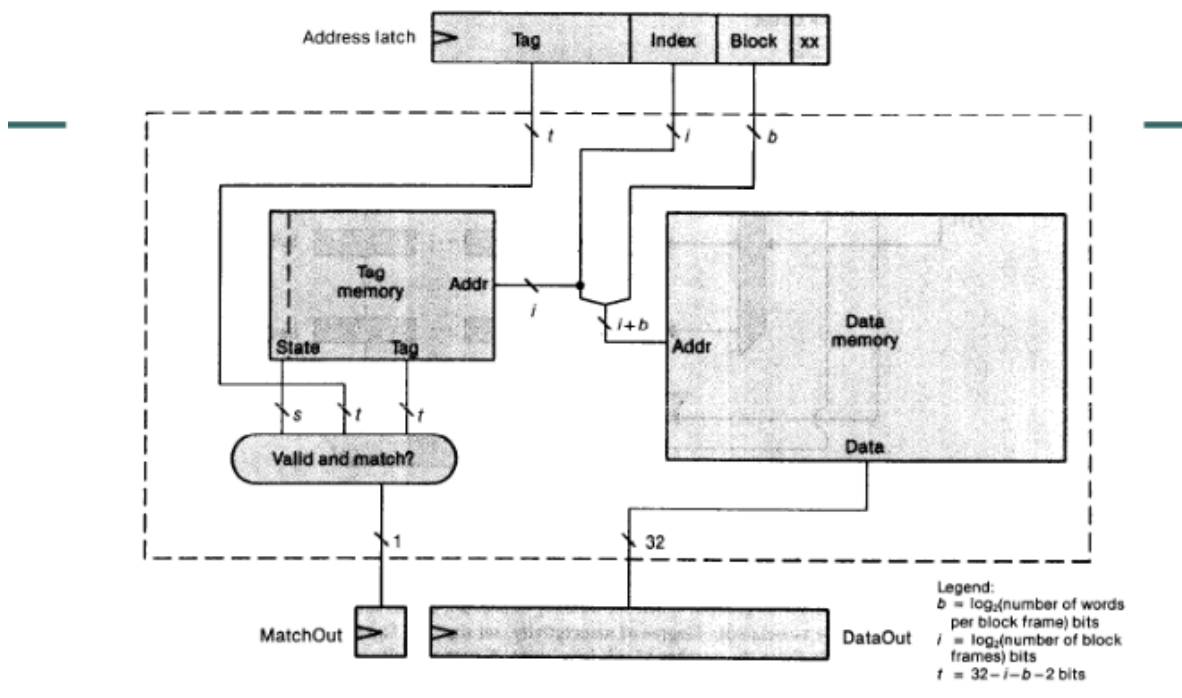 Address latch
Tag
Index
Block
xx
t
i
b
Tag
memory
Addr
State
Tag
i
i+b
Addr
Data
memory
Data
s
t
t
Valid and match?
1
32
MatchOut
DataOut
Legend:
b = log₂(number of words
per block frame) bits
i = log₂(number of block
frames) bits
t = 32-i-b-2 bits